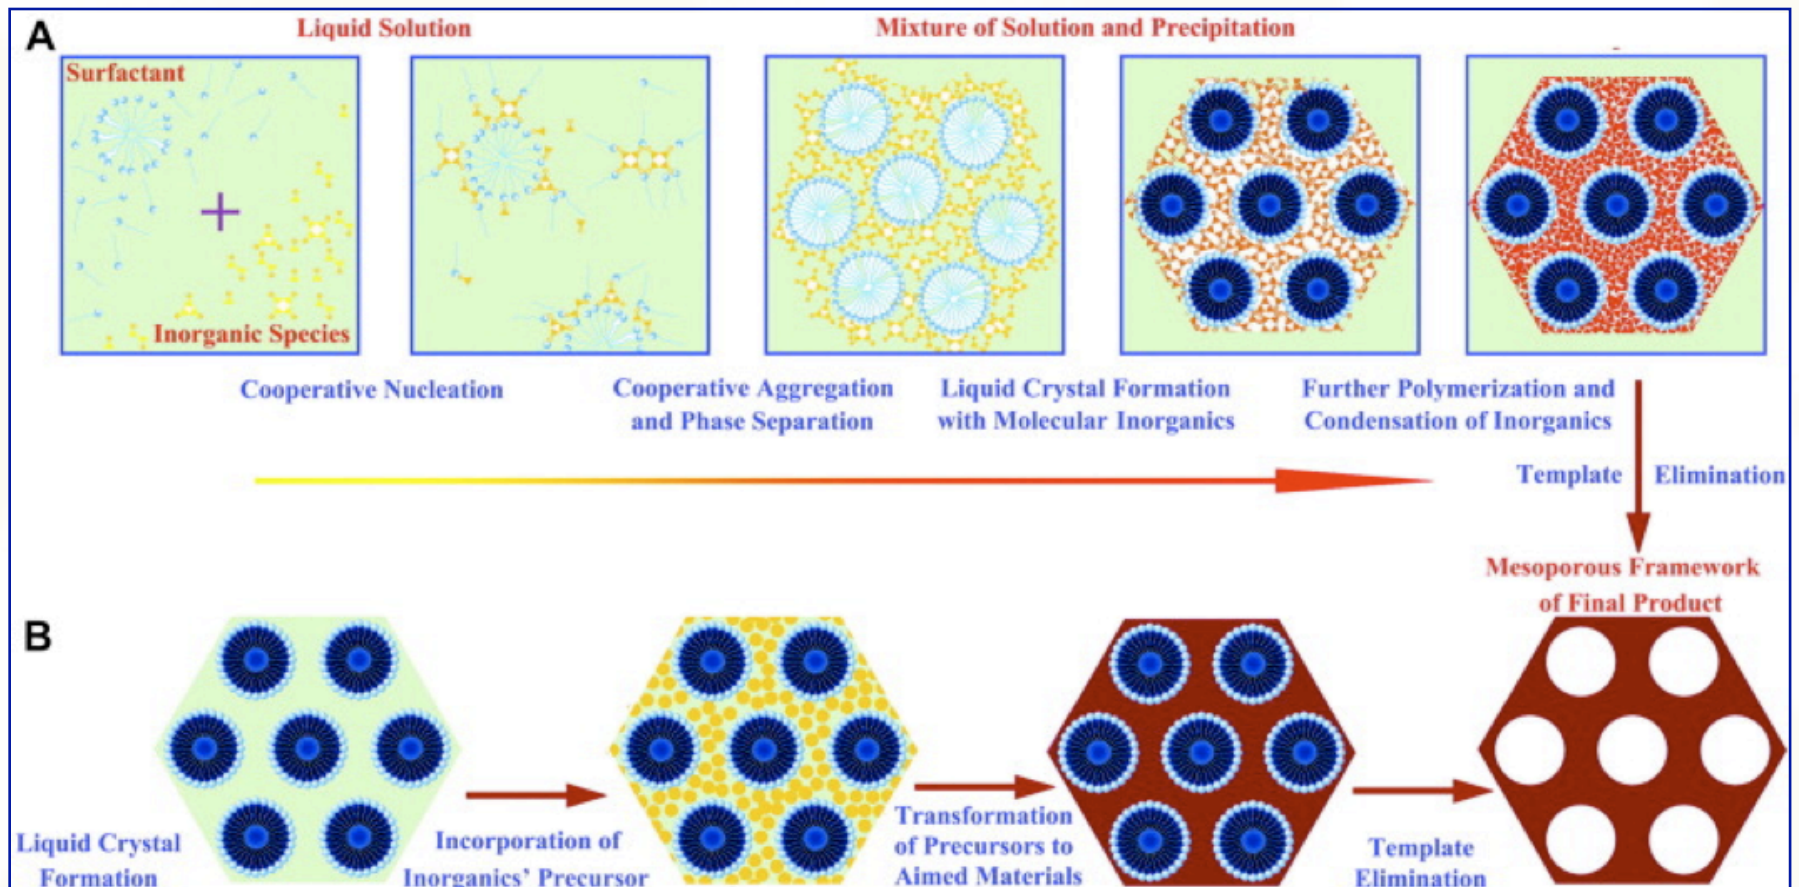 A
Liquid Solution
Mixture of Solution and Precipitation
Surfactant
+
Inorganic Species
Cooperative Nucleation
Cooperative Aggregation
and Phase Separation
Liquid Crystal Formation
with Molecular Inorganics
Further Polymerization and
Condensation of Inorganics
Template Elimination
Mesoporous Framework
of Final Product
B
Liquid Crystal
Formation
Incorporation of
Inorganics' Precursor
Transformation
of Precursors to
Aimed Materials
Template
Elimination